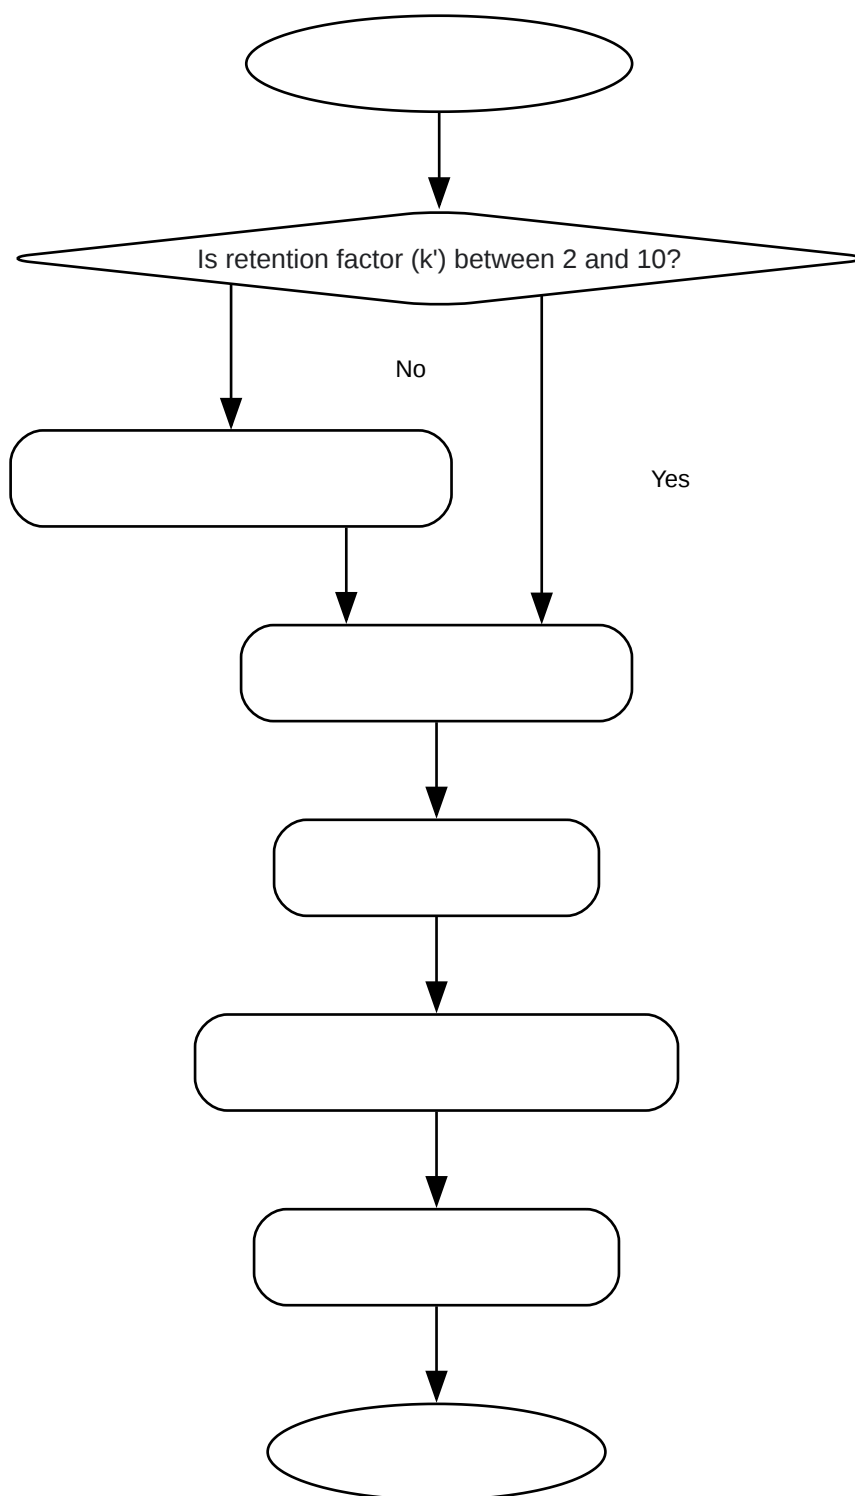 Is retention factor (k') between 2 and 10?
No
Yes